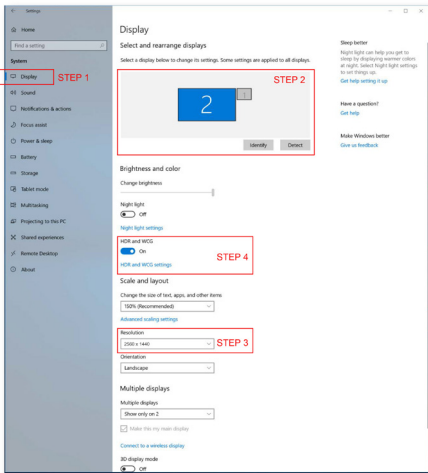 Settings
Home
Find a setting
System
Display
STEP 1
Sound
Notifications & actions
Focus assist
Power & sleep
Battery
Storage
Tablet mode
Multitasking
Projecting to this PC
Shared experiences
Remote Desktop
About
Display
Select and rearrange displays
Select a display below to change its settings. Some settings are applied to all displays.
STEP 2
2
1
Identify
Detect
Brightness and color
Change brightness
Night light
Off
Night light settings
HDR and WCG
On
STEP 4
HDR and WCG settings
Scale and layout
Change the size of text, apps, and other items
150% (Recommended)
Advanced scaling settings
Resolution
2560 x 1440
STEP 3
Orientation
Landscape
Multiple displays
Multiple displays
Show only on 2
Make this my main display
Connect to a wireless display
3D display mode
Off
Sleep better
Night light can help you get to
sleep by displaying warmer colors
at night. Select Night light settings
to set things up.
Get help setting it up
Have a question?
Get help
Make Windows better
Give us feedback